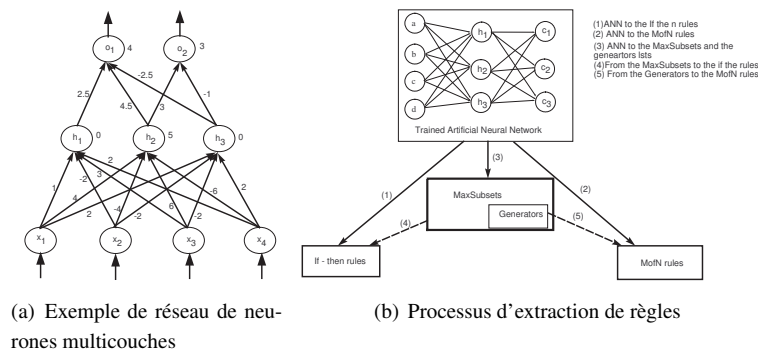 o1 4
o2 3
2.5
4.5
3
-2.5
-1
h1 0
h2 5
h3 0
1
4
2
-2
3
2
-4
-2
6
-2
-6
2
x1
x2
x3
x4
(a) Exemple de réseau de neu-
rones multicouches
a
b
c
d
h1
h2
h3
c1
c2
c3
Trained Artificial Neural Network
(1)ANN to the If the n rules
(2) ANN to the MofN rules
(3) ANN to the MaxSubsets and the
geneartors lsts
(4)From the MaxSubsets to the if the rules
(5) From the Generators to the MofN rules
(1)
(3)
(2)
MaxSubsets
Generators
(4)
(5)
If - then rules
MofN rules
(b) Processus d'extraction de règles